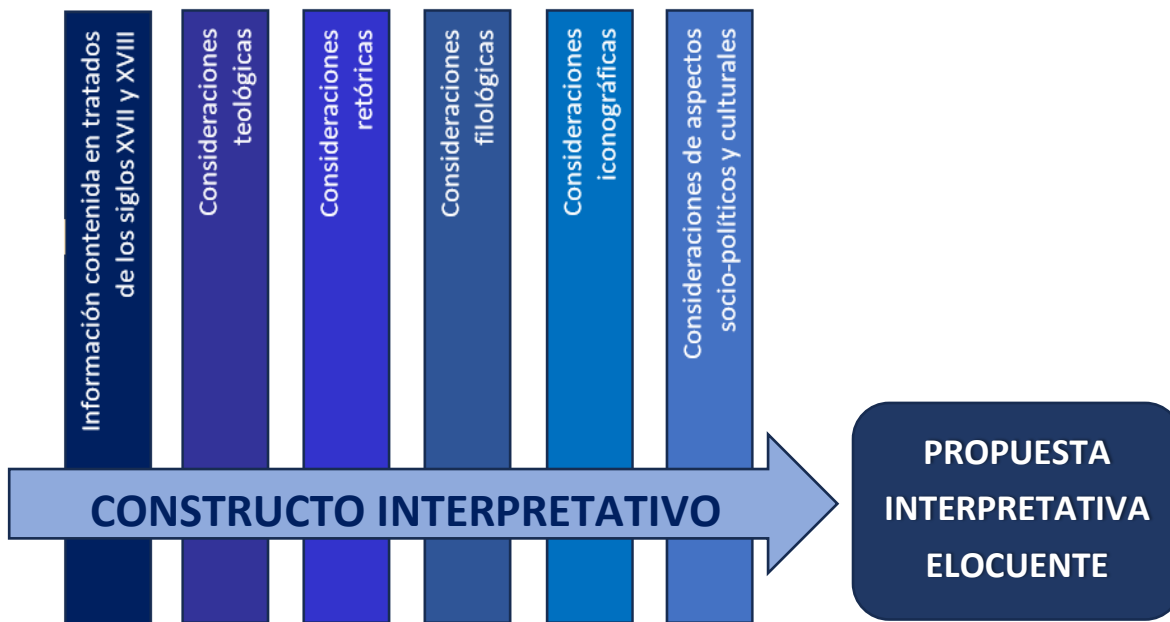 Información contenida en tratados
de los siglos XVII y XVIII
Consideraciones
teológicas
Consideraciones
retóricas
Consideraciones
filológicas
Consideraciones
iconográficas
Consideraciones de aspectos
socio-políticos y culturales
CONSTRUCTO INTERPRETATIVO
PROPUESTA
INTERPRETATIVA
ELOCUENTE